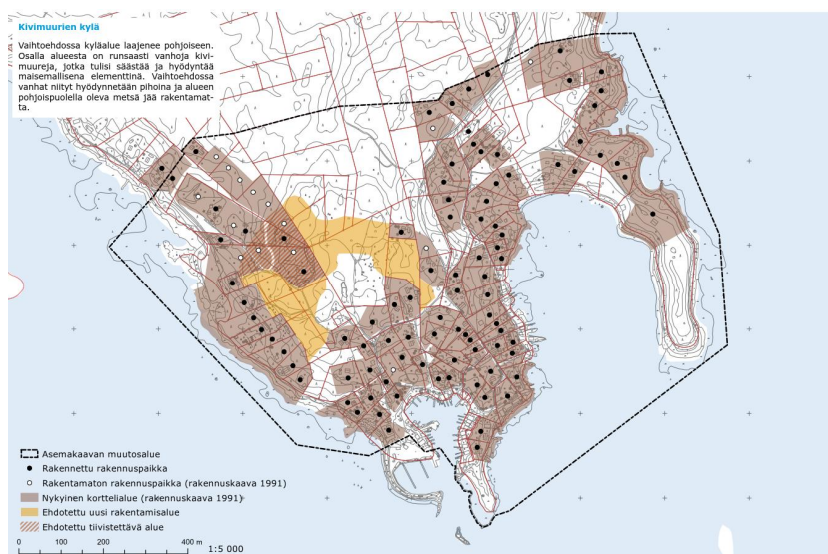 Kivimuurien kylä
Vaihtoehdossa kyläalue laajenee pohjoiseen.
Osalla alueesta on runsaasti vanhoja kivi-
muureja, jotka tulisi säästää ja hyödyntää
maisemallisena elementtinä. Vaihtoehdossa
vanhat niityt hyödynnetään pihoina ja alueen
pohjoispuolella oleva metsä jää rakentamat-
ta.
Asemakaavan muutosalue
Rakennettu rakennuspaikka
Rakentamaton rakennuspaikka (rakennuskaava 1991)
Nykyinen korttelialue (rakennuskaava 1991)
Ehdotettu uusi rakentamisalue
Ehdotettu tiivistettävä alue
0 100 200 400 m
1:5 000